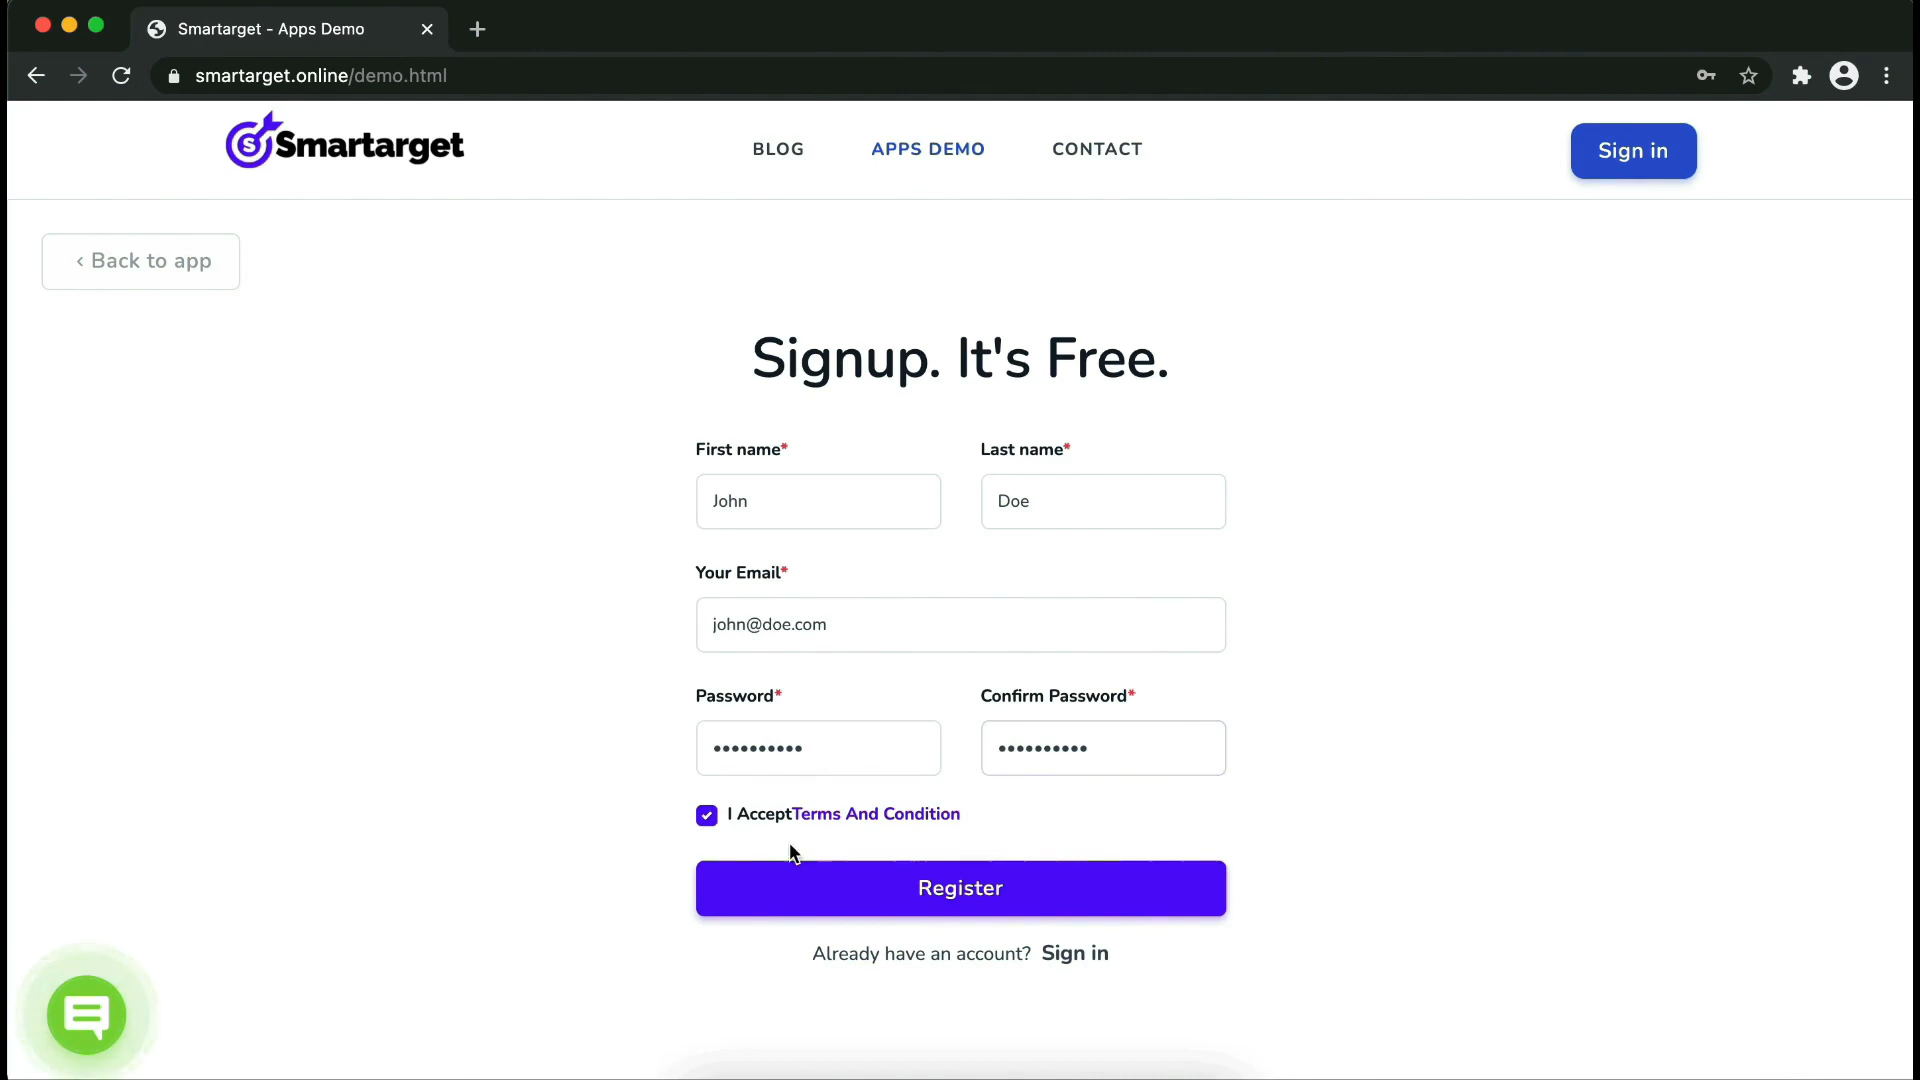 Smartarget - Apps Demo
smartarget.online/demo.html
Smartarget
BLOG
APPS DEMO
CONTACT
Sign in
‹ Back to app
Signup. It's Free.
First name*
Last name*
John
Doe
Your Email*
john@doe.com
Password*
Confirm Password*
••••••••••
••••••••••
I AcceptTerms And Condition
Register
Already have an account? Sign in